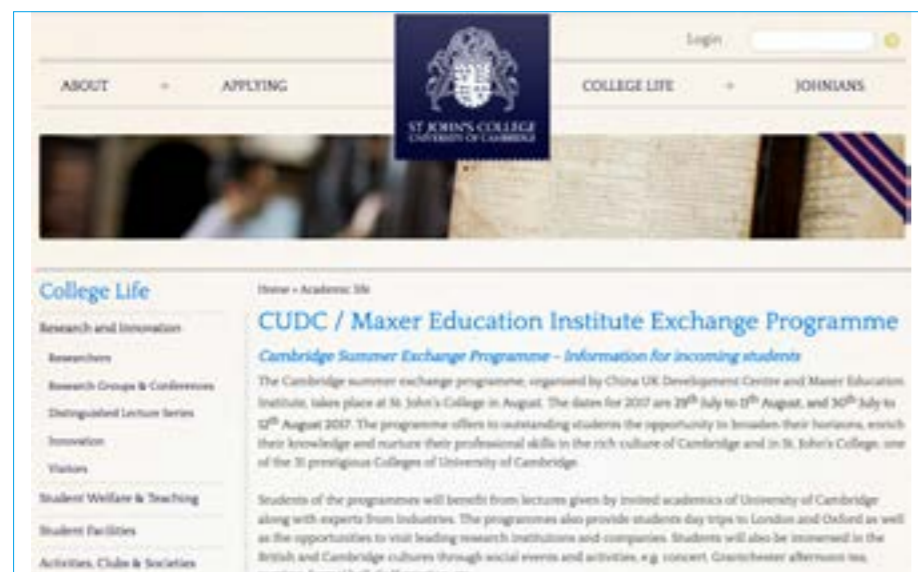 Login
ABOUT
APPLYING
ST JOHN'S COLLEGE
UNIVERSITY OF CAMBRIDGE
COLLEGE LIFE
JOHNIANS
College Life
Research and Innovation
Researchers
Research Groups & Conferences
Distinguished Lecture Series
Innovation
Visitors
Student Welfare & Teaching
Student Facilities
Activities, Clubs & Societies
Home » Academic life
CUDC / Maxer Education Institute Exchange Programme
Cambridge Summer Exchange Programme – Information for incoming students
The Cambridge summer exchange programme, organised by China UK Development Centre and Maxer Education
Institute, takes place at St. John's College in August. The dates for 2017 are 29th July to 11th August, and 30th July to
12th August 2017. The programme offers to outstanding students the opportunity to broaden their horizons, enrich
their knowledge and nurture their professional skills in the rich culture of Cambridge and in St. John's College, one
of the 31 prestigious Colleges of University of Cambridge.
Students of the programmes will benefit from lectures given by invited academics of University of Cambridge
along with experts from Industries. The programmes also provide students day trips to London and Oxford as well
as the opportunities to visit leading research institutions and companies. Students will also be immersed in the
British and Cambridge cultures through social events and activities, e.g. concert, Grantchester afternoon tea,